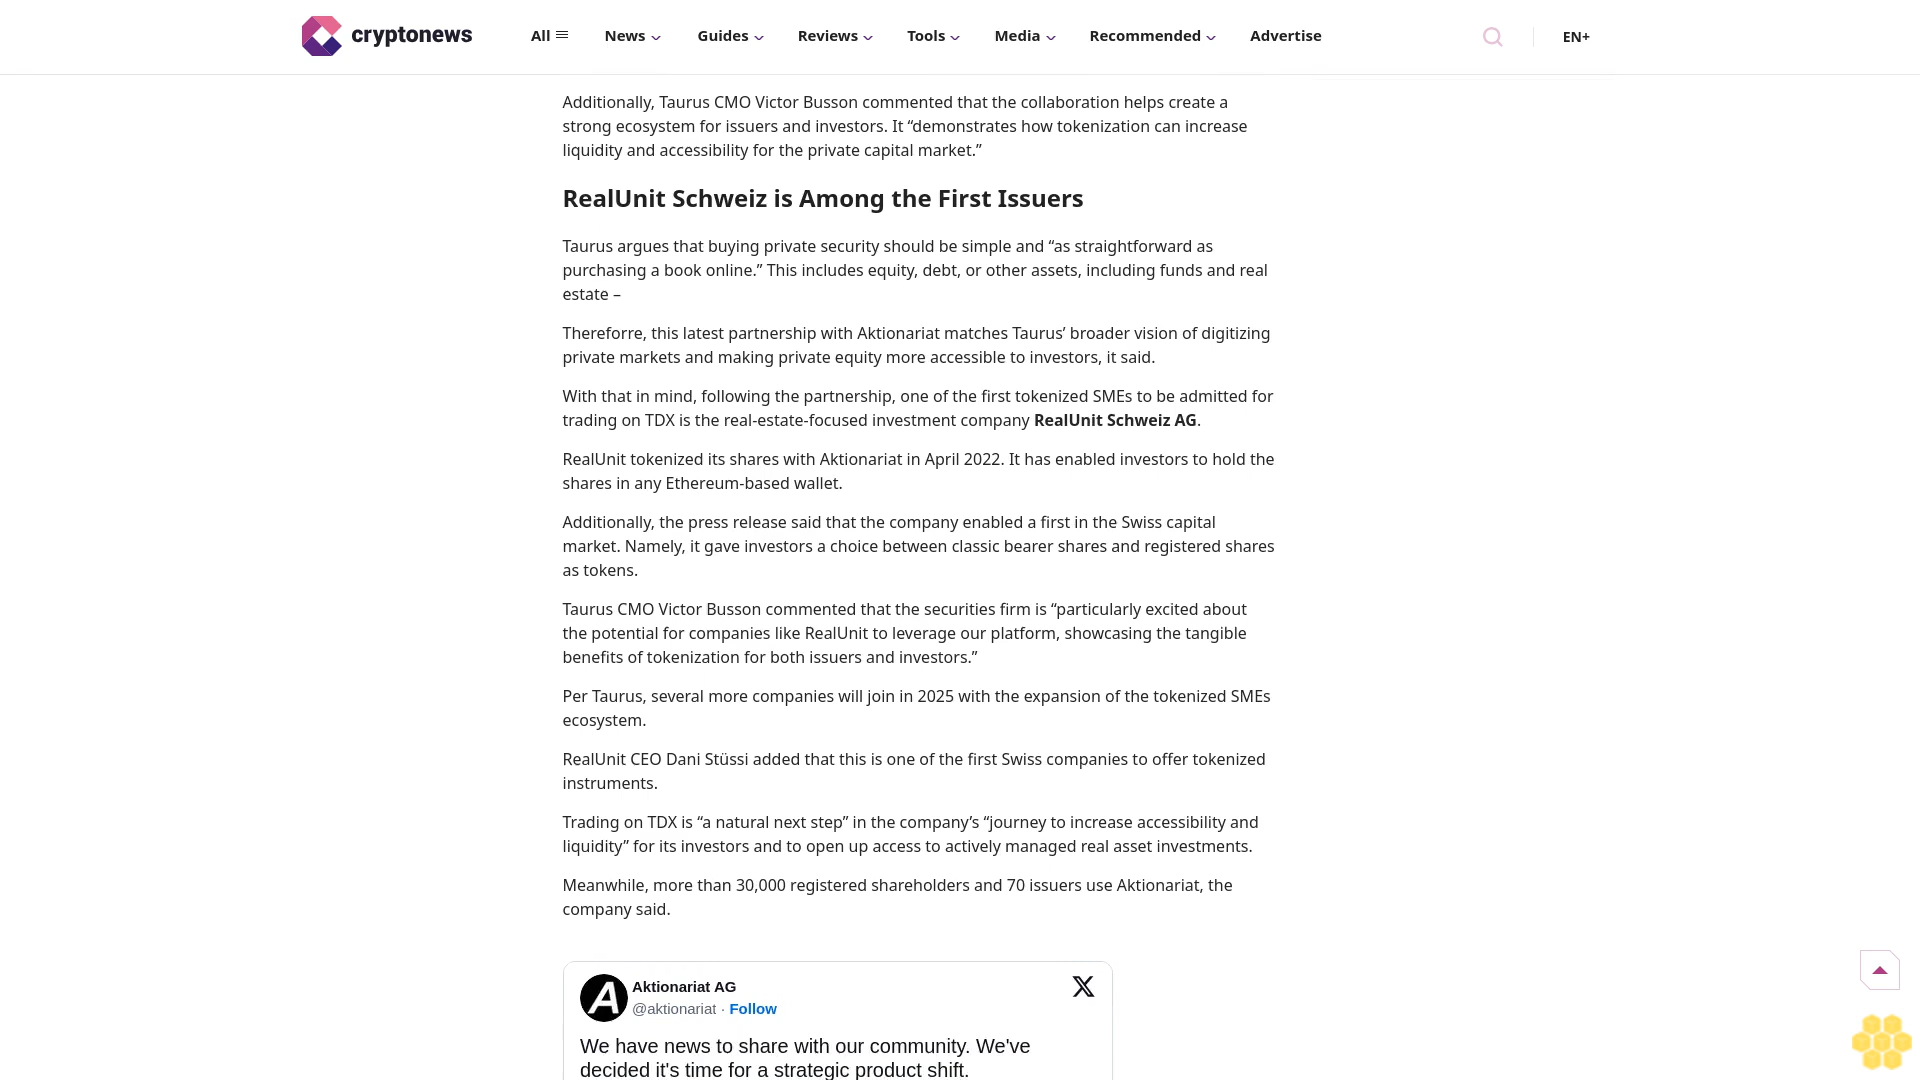 cryptonews
All
News
Guides
Reviews
Tools
Media
Recommended
Advertise
EN+
Additionally, Taurus CMO Victor Busson commented that the collaboration helps create a
strong ecosystem for issuers and investors. It “demonstrates how tokenization can increase
liquidity and accessibility for the private capital market.”
RealUnit Schweiz is Among the First Issuers
Taurus argues that buying private security should be simple and “as straightforward as
purchasing a book online.” This includes equity, debt, or other assets, including funds and real
estate –
Thereforre, this latest partnership with Aktionariat matches Taurus’ broader vision of digitizing
private markets and making private equity more accessible to investors, it said.
With that in mind, following the partnership, one of the first tokenized SMEs to be admitted for
trading on TDX is the real-estate-focused investment company RealUnit Schweiz AG.
RealUnit tokenized its shares with Aktionariat in April 2022. It has enabled investors to hold the
shares in any Ethereum-based wallet.
Additionally, the press release said that the company enabled a first in the Swiss capital
market. Namely, it gave investors a choice between classic bearer shares and registered shares
as tokens.
Taurus CMO Victor Busson commented that the securities firm is “particularly excited about
the potential for companies like RealUnit to leverage our platform, showcasing the tangible
benefits of tokenization for both issuers and investors.”
Per Taurus, several more companies will join in 2025 with the expansion of the tokenized SMEs
ecosystem.
RealUnit CEO Dani Stüssi added that this is one of the first Swiss companies to offer tokenized
instruments.
Trading on TDX is “a natural next step” in the company’s “journey to increase accessibility and
liquidity” for its investors and to open up access to actively managed real asset investments.
Meanwhile, more than 30,000 registered shareholders and 70 issuers use Aktionariat, the
company said.
Aktionariat AG
@aktionariat · Follow
We have news to share with our community. We've
decided it's time for a strategic product shift.